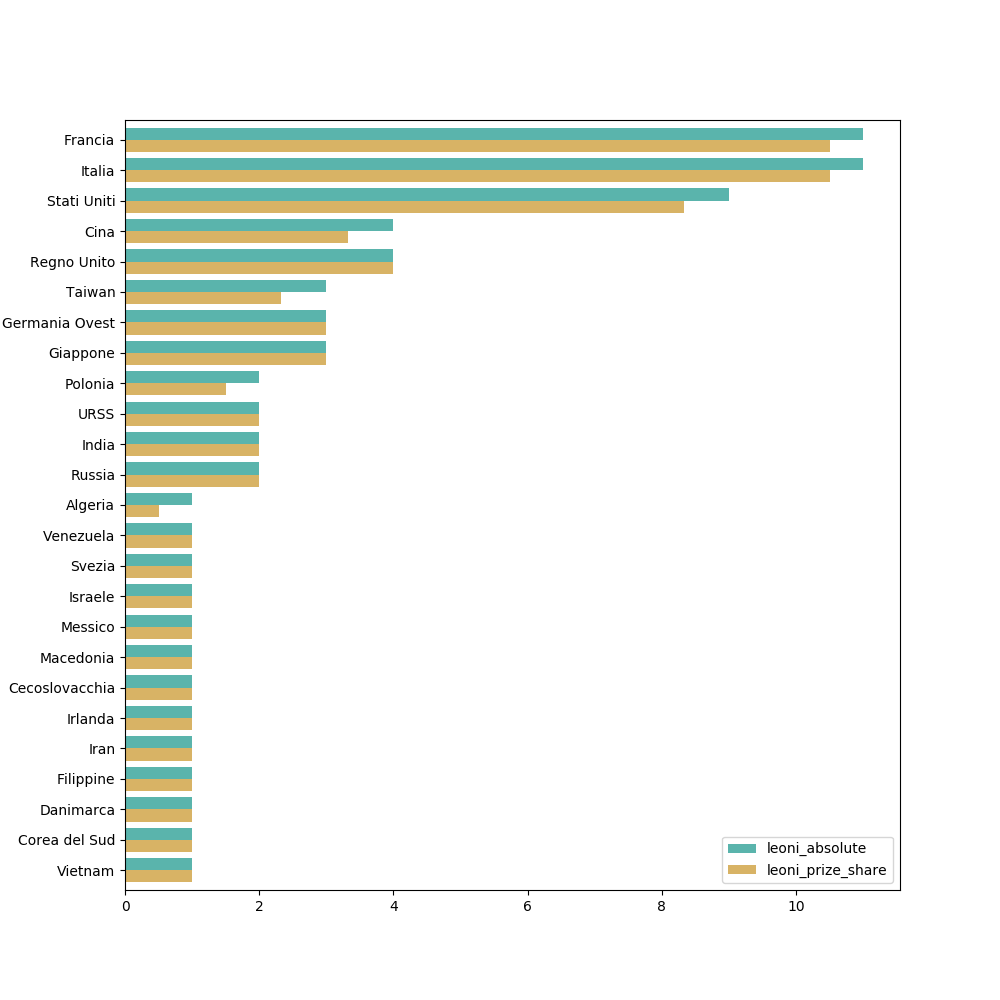 Francia
Italia
Stati Uniti
Cina
Regno Unito
Taiwan
Germania Ovest
Giappone
Polonia
URSS
India
Russia
Algeria
Venezuela
Svezia
Israele
Messico
Macedonia
Cecoslovacchia
Irlanda
Iran
Filippine
Danimarca
Corea del Sud
Vietnam
leoni_absolute
leoni_prize_share
0 2 4 6 8 10